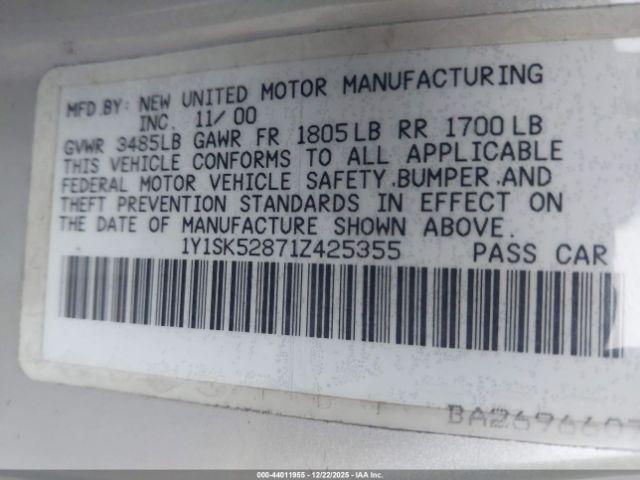 MFD.BY: NEW UNITED MOTOR MANUFACTURING
INC. 11/00
GVWR 3485LB GAWR FR 1805LB RR 1700LB
THIS VEHICLE CONFORMS TO ALL APPLICABLE
FEDERAL MOTOR VEHICLE SAFETY,BUMPER,AND
THEFT PREVENTION STANDARDS IN EFFECT ON
THE DATE OF MANUFACTURE SHOWN ABOVE.
1Y1SK52871Z425355 PASS CAR
BA2696607
000-44011955 - 12/22/2025 - IAA Inc.